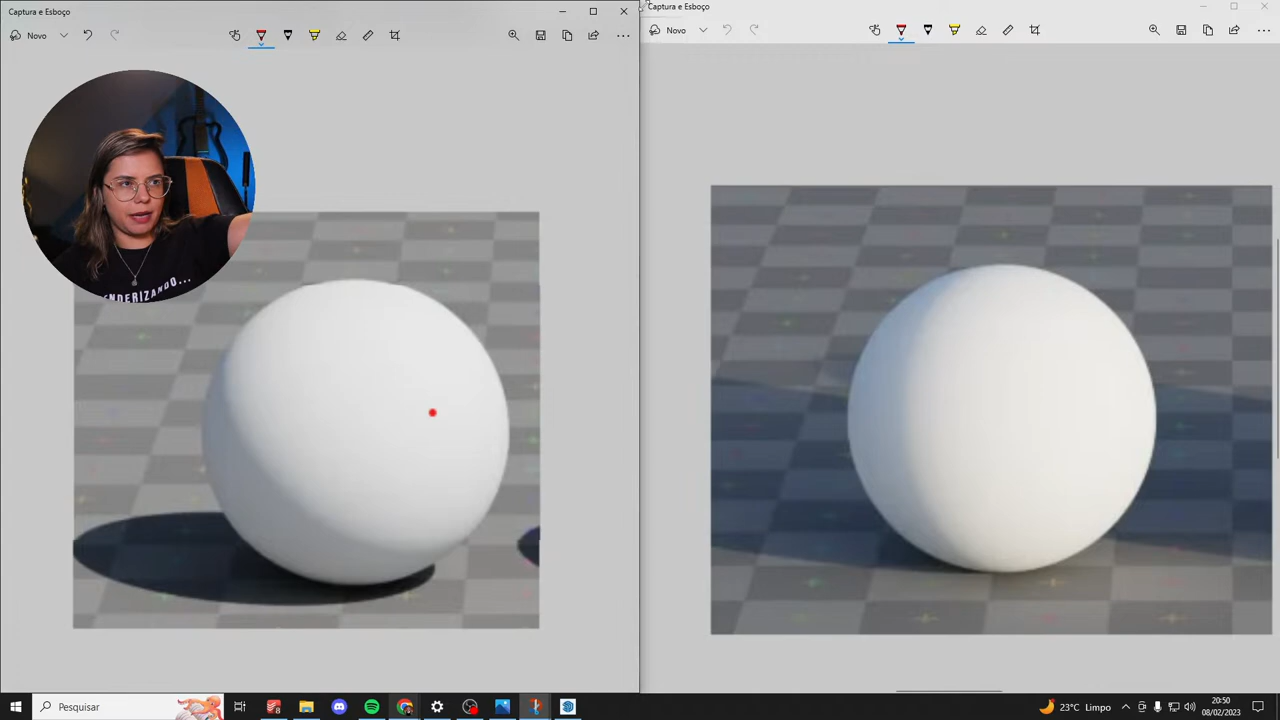 Captura e Esboço
Captura e Esboço
Novo
Novo
ENDERIZANDO...
Pesquisar
23°C Limpo
20:50
08/02/2023